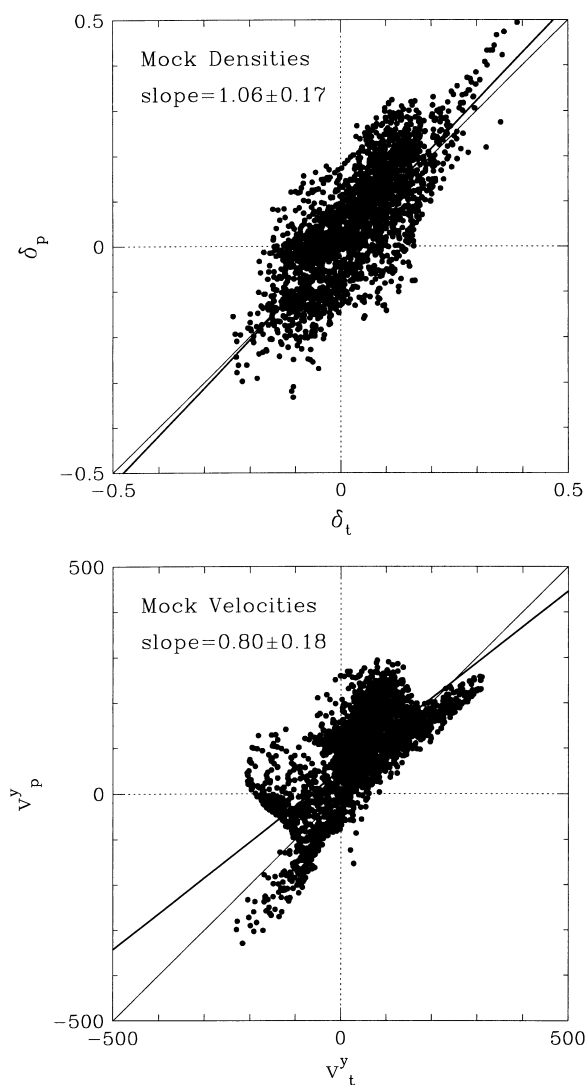 0.5
Mock Densities
slope=1.06±0.17
δp
0
−0.5
−0.5 0 0.5
δt
500
Mock Velocities
slope=0.80±0.18
Vyp
0
−500
−500 0 500
Vyt